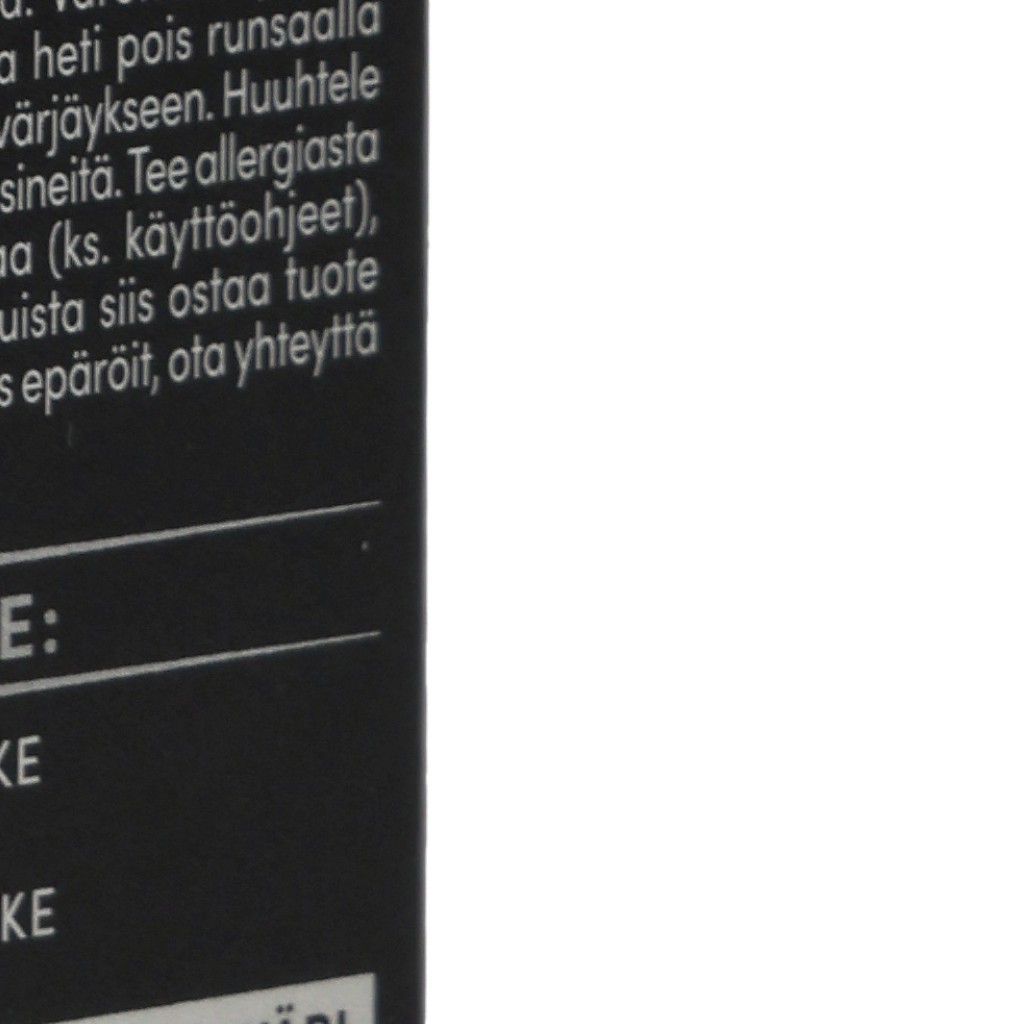 heti pois runsaalla
värjäykseen. Huuhtele
sineitä. Tee allergiasta
(ks. käyttöohjeet),
uista siis ostaa tuote
s epäröit, ota yhteyttä
E:
KE
KE